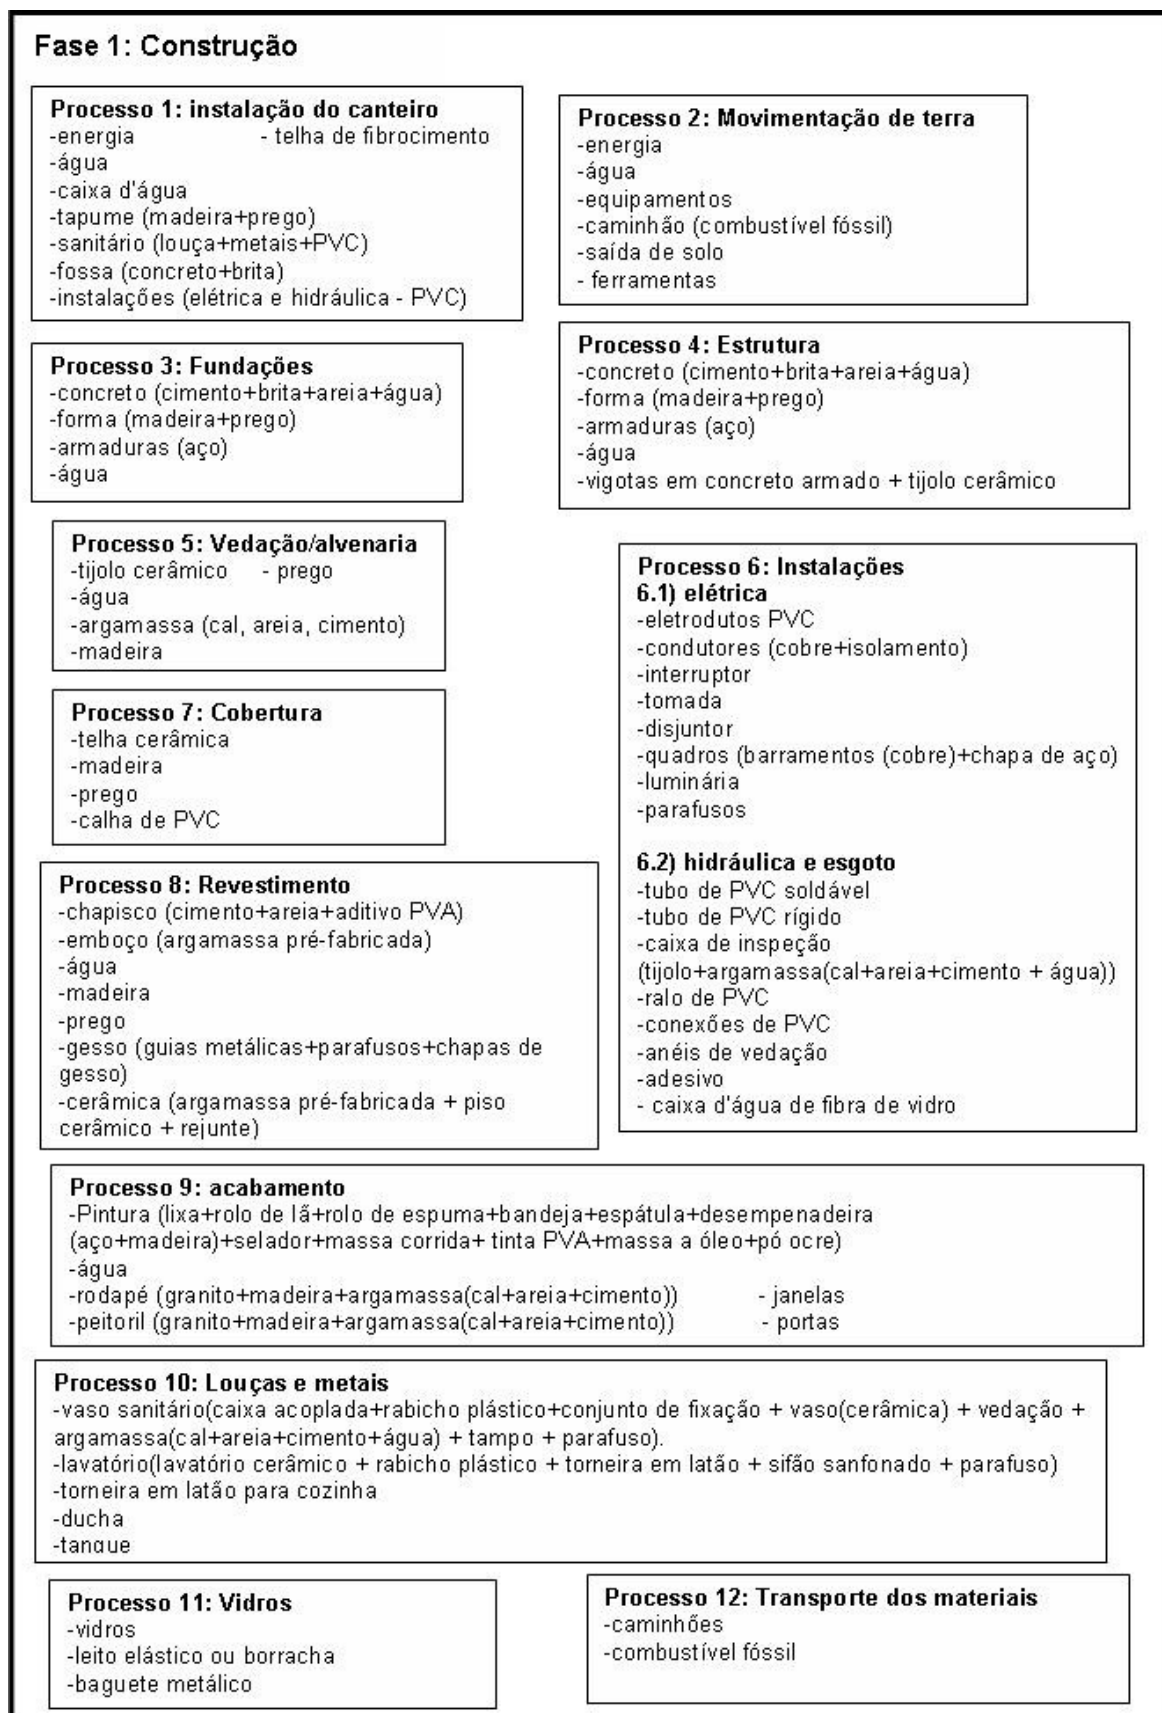 Fase 1: Construção
Processo 1: instalação do canteiro
-energia - telha de fibrocimento
-água
-caixa d'água
-tapume (madeira+prego)
-sanitário (louça+metais+PVC)
-fossa (concreto+brita)
-instalações (elétrica e hidráulica - PVC)
Processo 2: Movimentação de terra
-energia
-água
-equipamentos
-caminhão (combustível fóssil)
-saída de solo
- ferramentas
Processo 3: Fundações
-concreto (cimento+brita+areia+água)
-forma (madeira+prego)
-armaduras (aço)
-água
Processo 4: Estrutura
-concreto (cimento+brita+areia+água)
-forma (madeira+prego)
-armaduras (aço)
-água
-vigotas em concreto armado + tijolo cerâmico
Processo 5: Vedação/alvenaria
-tijolo cerâmico - prego
-água
-argamassa (cal, areia, cimento)
-madeira
Processo 6: Instalações
6.1) elétrica
-eletrodutos PVC
-condutores (cobre+isolamento)
-interruptor
-tomada
-disjuntor
-quadros (barramentos (cobre)+chapa de aço)
-luminária
-parafusos
6.2) hidráulica e esgoto
-tubo de PVC soldável
-tubo de PVC rígido
-caixa de inspeção
(tijolo+argamassa(cal+areia+cimento + água))
-ralo de PVC
-conexões de PVC
-anéis de vedação
-adesivo
- caixa d'água de fibra de vidro
Processo 7: Cobertura
-telha cerâmica
-madeira
-prego
-calha de PVC
Processo 8: Revestimento
-chapisco (cimento+areia+aditivo PVA)
-emboço (argamassa pré-fabricada)
-água
-madeira
-prego
-gesso (guias metálicas+parafusos+chapas de
gesso)
-cerâmica (argamassa pré-fabricada + piso
cerâmico + rejunte)
Processo 9: acabamento
-Pintura (lixa+rolo de lã+rolo de espuma+bandeja+espátula+desempenadeira
(aço+madeira)+selador+massa corrida+ tinta PVA+massa a óleo+pó ocre)
-água
-rodapé (granito+madeira+argamassa(cal+areia+cimento)) - janelas
-peitoril (granito+madeira+argamassa(cal+areia+cimento)) - portas
Processo 10: Louças e metais
-vaso sanitário(caixa acoplada+rabicho plástico+conjunto de fixação + vaso(cerâmica) + vedação +
argamassa(cal+areia+cimento+água) + tampo + parafuso).
-lavatório(lavatório cerâmico + rabicho plástico + torneira em latão + sifão sanfonado + parafuso)
-torneira em latão para cozinha
-ducha
-tanque
Processo 11: Vidros
-vidros
-leito elástico ou borracha
-baguete metálico
Processo 12: Transporte dos materiais
-caminhões
-combustível fóssil